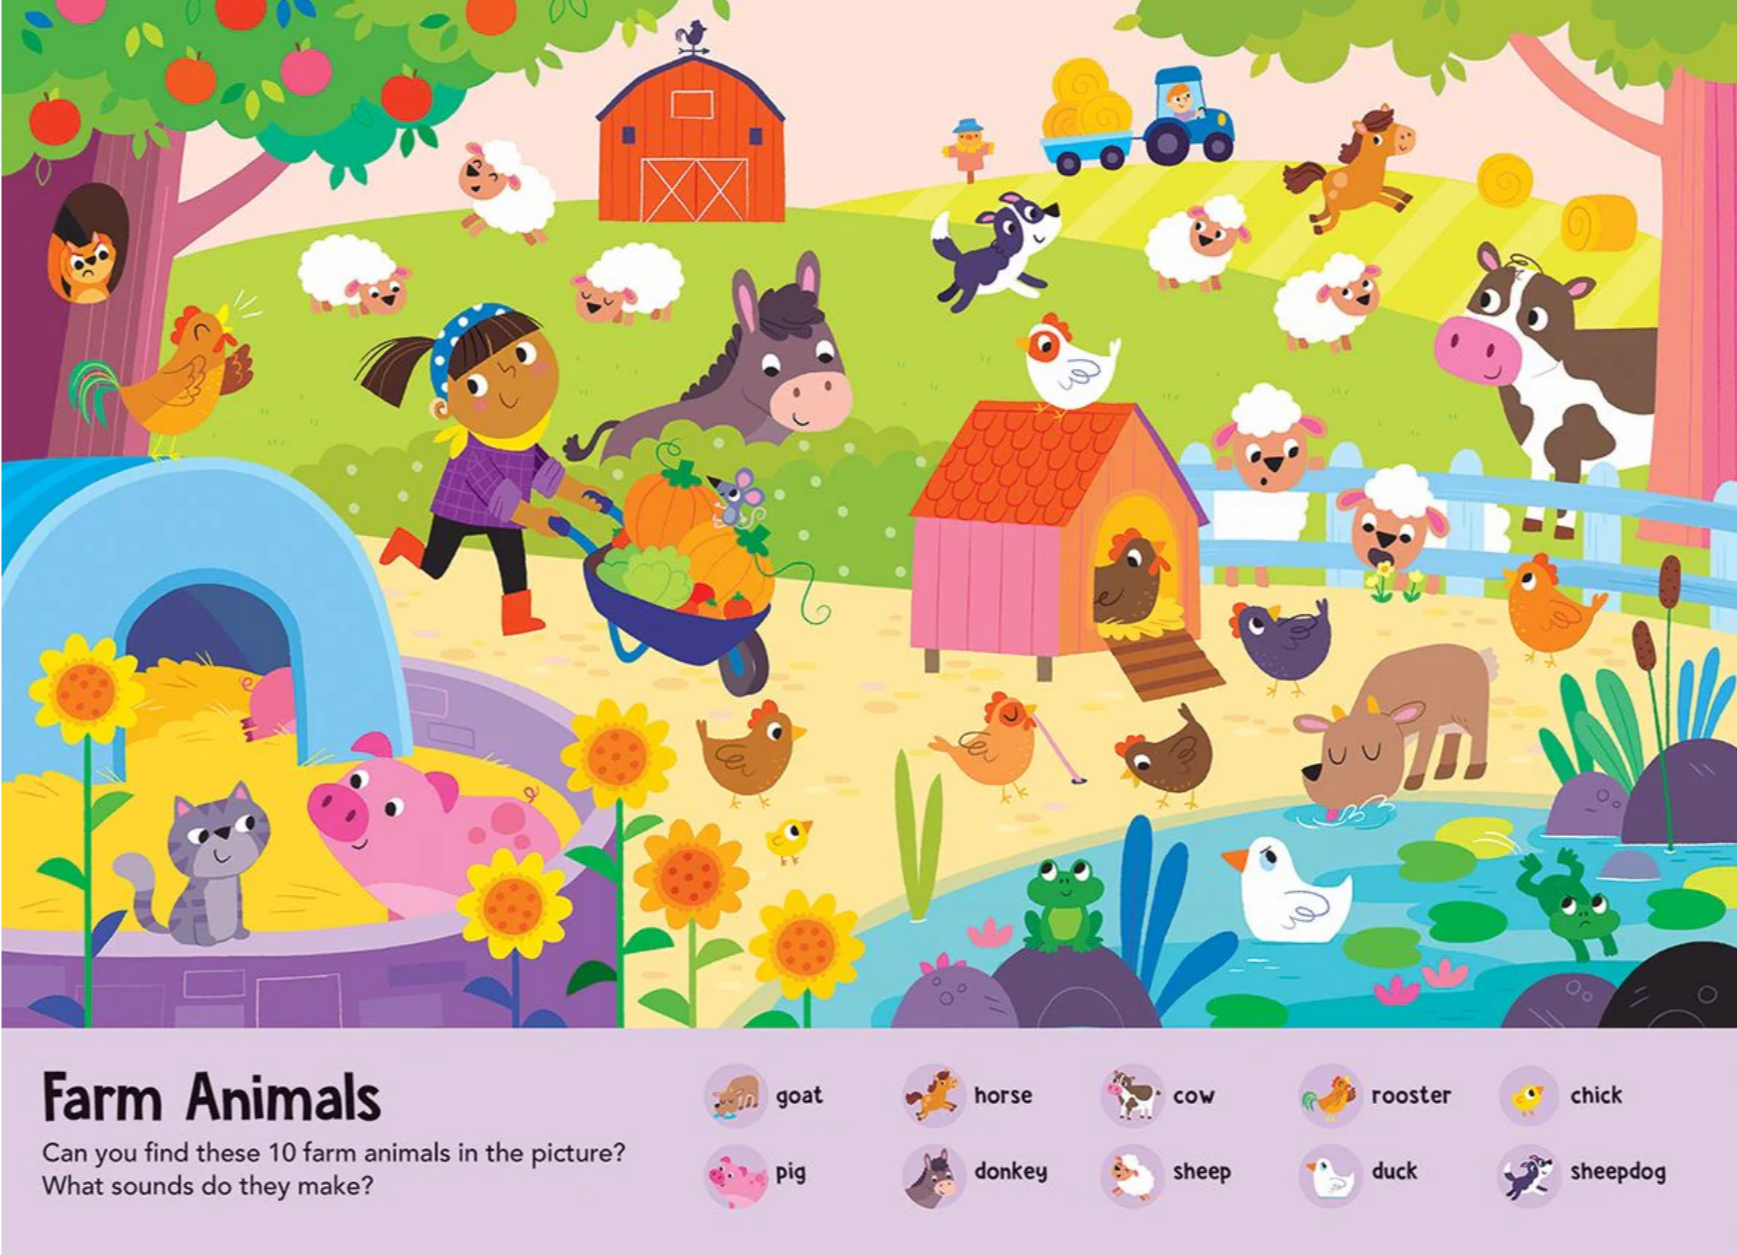 Farm Animals
Can you find these 10 farm animals in the picture?
What sounds do they make?
goat
horse
cow
rooster
chick
pig
donkey
sheep
duck
sheepdog